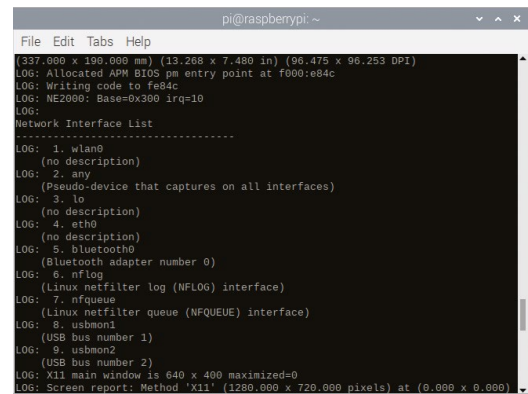 pi@raspberrypi: ~
File Edit Tabs Help
(337.000 x 190.000 mm) (13.268 x 7.480 in) (96.475 x 96.253 DPI)
LOG: Allocated APM BIOS pm entry point at f000:e84c
LOG: Writing code to fe84c
LOG: NE2000: Base=0x300 irq=10
LOG:
Network Interface List
-----------------------------------
LOG:  1. wlan0
    (no description)
LOG:  2. any
    (Pseudo-device that captures on all interfaces)
LOG:  3. lo
    (no description)
LOG:  4. eth0
    (no description)
LOG:  5. bluetooth0
    (Bluetooth adapter number 0)
LOG:  6. nflog
    (Linux netfilter log (NFLOG) interface)
LOG:  7. nfqueue
    (Linux netfilter queue (NFQUEUE) interface)
LOG:  8. usbmon1
    (USB bus number 1)
LOG:  9. usbmon2
    (USB bus number 2)
LOG: X11 main window is 640 x 400 maximized=0
LOG: Screen report: Method 'X11' (1280.000 x 720.000 pixels) at (0.000 x 0.000)